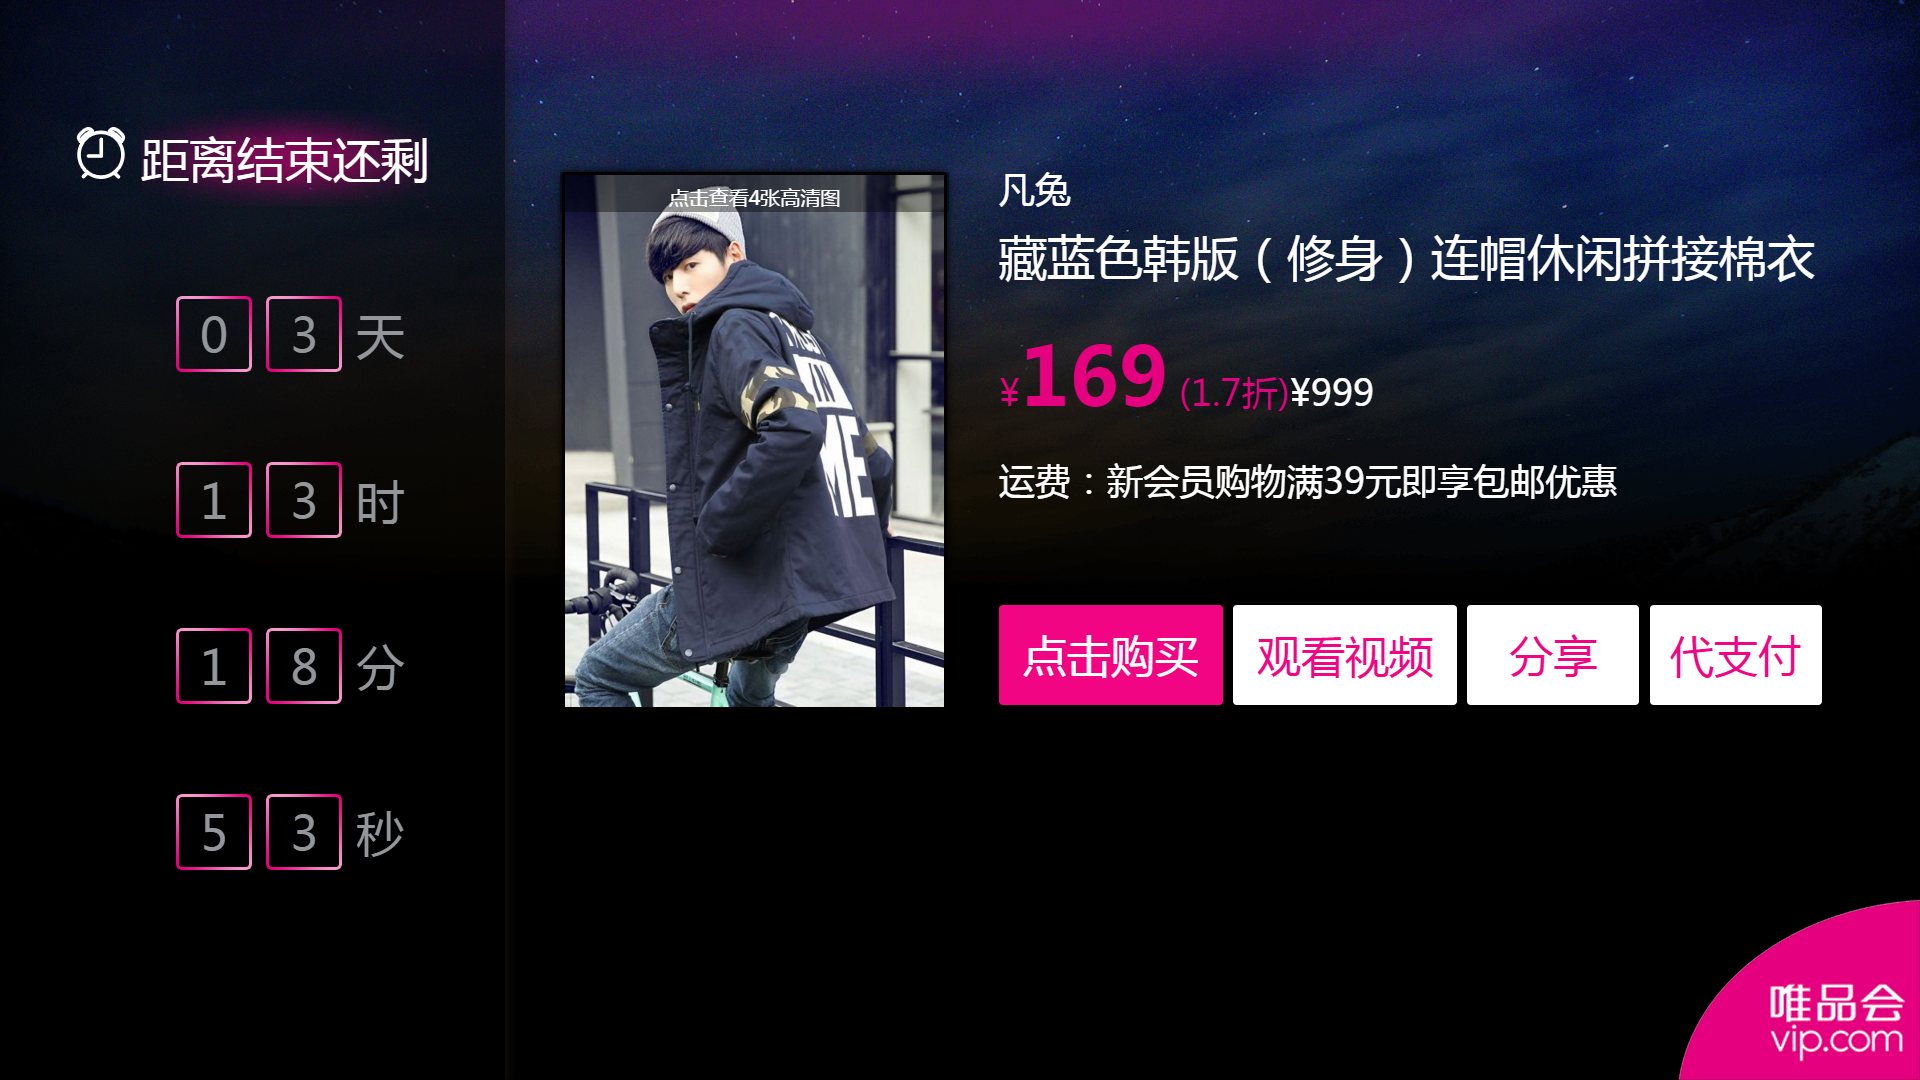 距离结束还剩
0 3 天
1 3 时
1 8 分
5 3 秒
点击查看4张高清图
IN
ME
凡兔
藏蓝色韩版（修身）连帽休闲拼接棉衣
¥169 (1.7折)¥999
运费：新会员购物满39元即享包邮优惠
点击购买 观看视频 分享 代支付
唯品会
vip.com